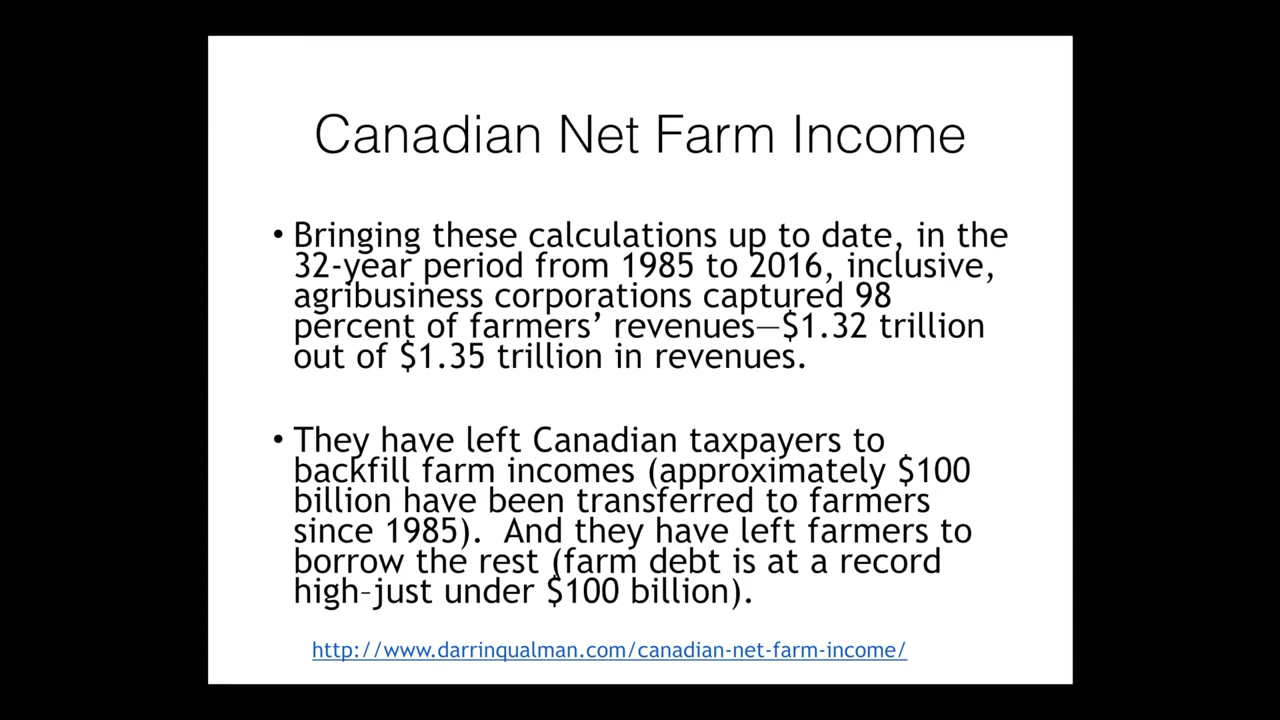 Canadian Net Farm Income
• Bringing these calculations up to date, in the
32-year period from 1985 to 2016, inclusive,
agribusiness corporations captured 98
percent of farmers’ revenues—$1.32 trillion
out of $1.35 trillion in revenues.
• They have left Canadian taxpayers to
backfill farm incomes (approximately $100
billion have been transferred to farmers
since 1985).  And they have left farmers to
borrow the rest (farm debt is at a record
high–just under $100 billion).
http://www.darrinqualman.com/canadian-net-farm-income/